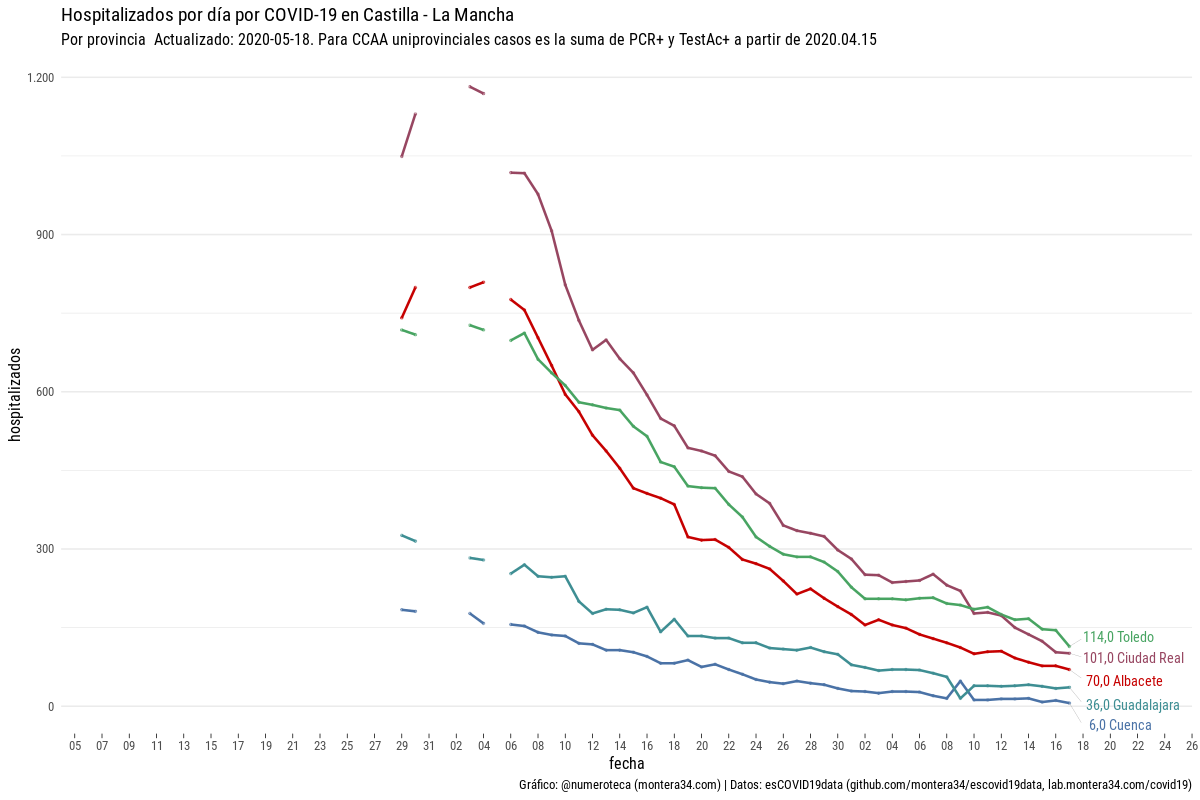 Hospitalizados por día por COVID-19 en Castilla - La Mancha
Por provincia  Actualizado: 2020-05-18. Para CCAA uniprovinciales casos es la suma de PCR+ y TestAc+ a partir de 2020.04.15
1.200
900
600
300
0
hospitalizados
114,0 Toledo
101,0 Ciudad Real
70,0 Albacete
36,0 Guadalajara
6,0 Cuenca
05 07 09 11 13 15 17 19 21 23 25 27 29 31 02 04 06 08 10 12 14 16 18 20 22 24 26 28 30 02 04 06 08 10 12 14 16 18 20 22 24 26
fecha
Gráfico: @numeroteca (montera34.com) | Datos: esCOVID19data (github.com/montera34/escovid19data, lab.montera34.com/covid19)